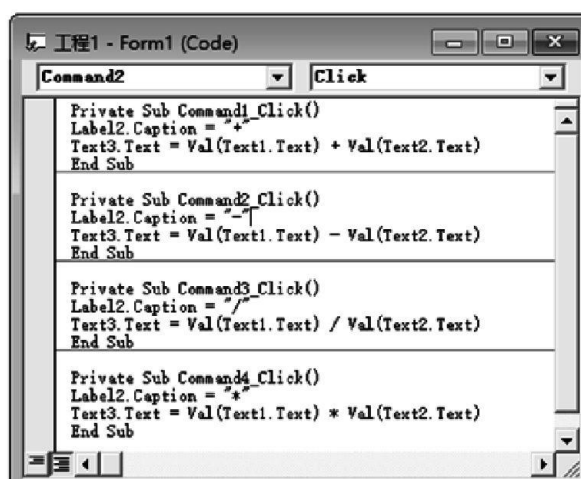 工程1 - Form1 (Code)
Command2 Click
Private Sub Command1_Click()
Label2.Caption = "+"
Text3.Text = Val(Text1.Text) + Val(Text2.Text)
End Sub
Private Sub Command2_Click()
Label2.Caption = "-"
Text3.Text = Val(Text1.Text) - Val(Text2.Text)
End Sub
Private Sub Command3_Click()
Label2.Caption = "/"
Text3.Text = Val(Text1.Text) / Val(Text2.Text)
End Sub
Private Sub Command4_Click()
Label2.Caption = "*"
Text3.Text = Val(Text1.Text) * Val(Text2.Text)
End Sub